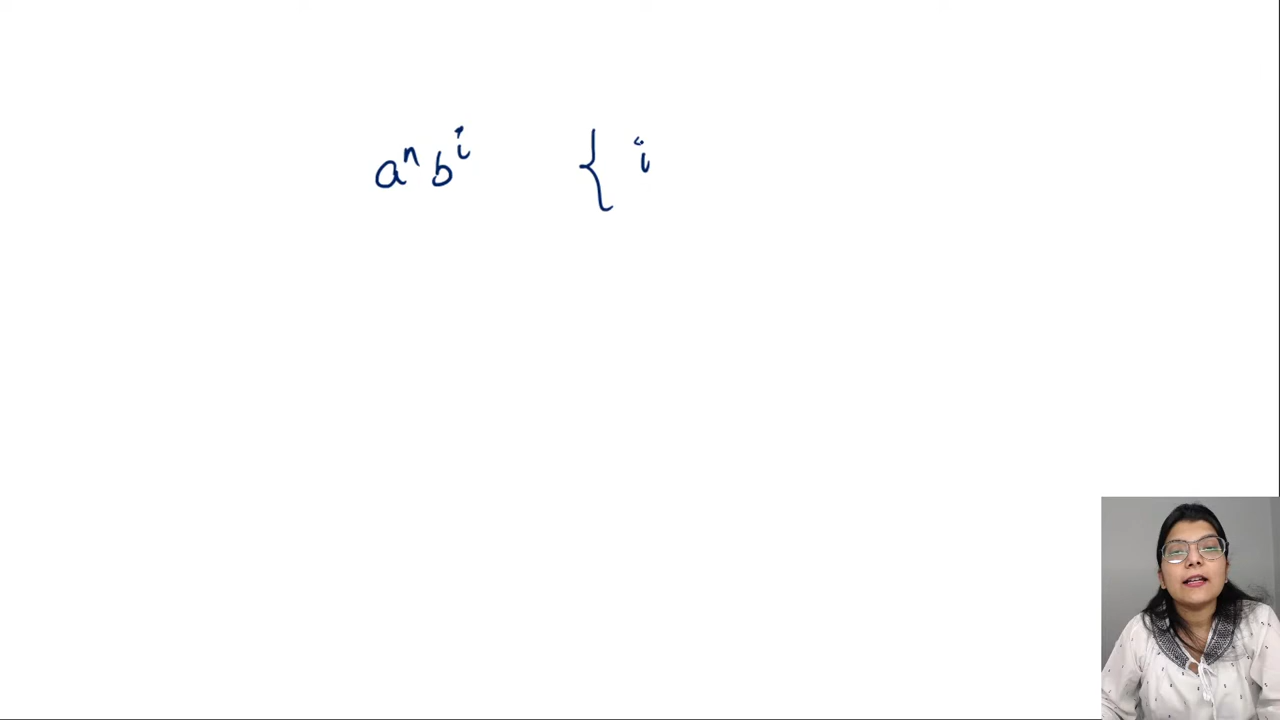 aⁿ bⁱ { i